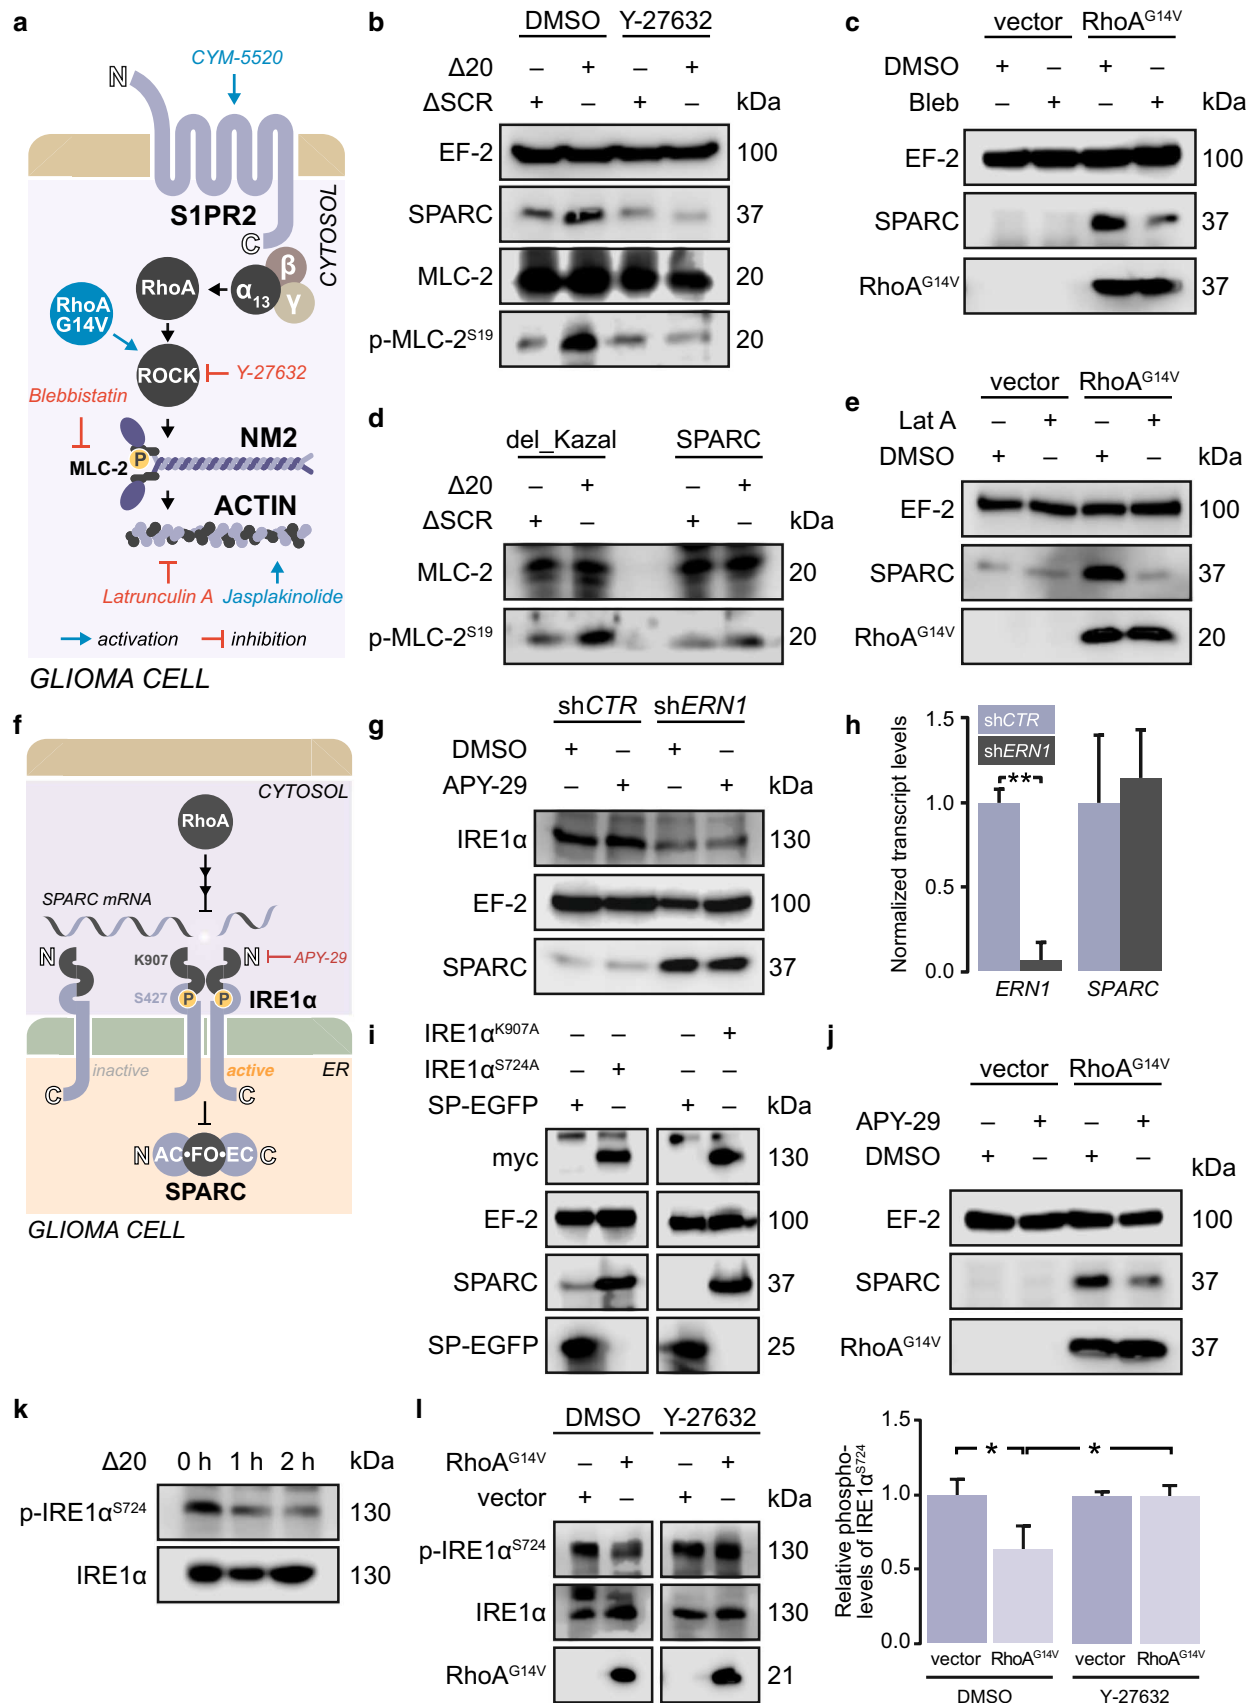 a
CYM-5520
N
S1PR2
C
CYTOSOL
β
γ
α13
RhoA
RhoA
G14V
ROCK
Y-27632
Blebbistatin
NM2
MLC-2
P
ACTIN
Latrunculin A
Jasplakinolide
activation
inhibition
GLIOMA CELL
b
DMSO Y-27632
Δ20 – + – +
ΔSCR + – + – kDa
EF-2 100
SPARC 37
MLC-2 20
p-MLC-2S19 20
c
vector RhoAG14V
DMSO + – + –
Bleb – + – + kDa
EF-2 100
SPARC 37
RhoAG14V 37
d
del_Kazal SPARC
Δ20 – + – +
ΔSCR + – + – kDa
MLC-2 20
p-MLC-2S19 20
e
vector RhoAG14V
Lat A – + – +
DMSO + – + – kDa
EF-2 100
SPARC 37
RhoAG14V 20
f
CYTOSOL
RhoA
SPARC mRNA
N
K907
N
APY-29
S427
P
P
IRE1α
inactive
active
ER
C
C
N AC•FO•EC C
SPARC
GLIOMA CELL
g
shCTR shERN1
DMSO + – + –
APY-29 – + – + kDa
IRE1α 130
EF-2 100
SPARC 37
h
Normalized transcript levels
1.5
1.0
0.5
0.0
shCTR
shERN1
**
ERN1 SPARC
i
IRE1αK907A – – – +
IRE1αS724A – + – –
SP-EGFP + – + – kDa
myc 130
EF-2 100
SPARC 37
SP-EGFP 25
j
vector RhoAG14V
APY-29 – + – +
DMSO + – + – kDa
EF-2 100
SPARC 37
RhoAG14V 37
k
Δ20 0 h 1 h 2 h kDa
p-IRE1αS724 130
IRE1α 130
l
DMSO Y-27632
RhoAG14V – + – +
vector + – + – kDa
p-IRE1αS724 130
IRE1α 130
RhoAG14V 21
Relative phospho-
levels of IRE1αS724
1.5
1.0
0.5
0.0
* *
vector RhoAG14V vector RhoAG14V
DMSO Y-27632